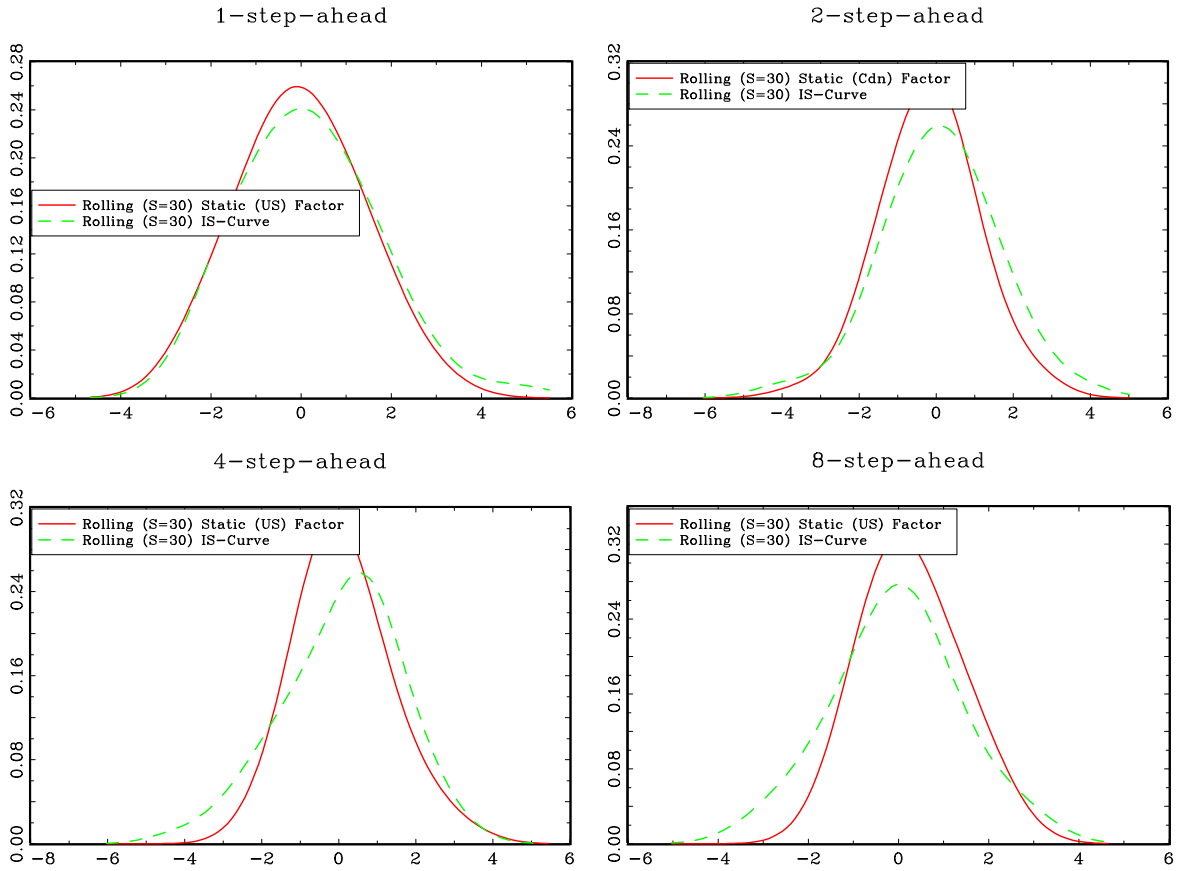 1-step-ahead
0.00 0.04 0.08 0.12 0.16 0.20 0.24 0.28
Rolling (S=30) Static (US) Factor
Rolling (S=30) IS-Curve
-6 -4 -2 0 2 4 6
2-step-ahead
0.00 0.08 0.16 0.24 0.32
Rolling (S=30) Static (Cdn) Factor
Rolling (S=30) IS-Curve
-8 -6 -4 -2 0 2 4 6
4-step-ahead
0.00 0.08 0.16 0.24 0.32
Rolling (S=30) Static (US) Factor
Rolling (S=30) IS-Curve
-8 -6 -4 -2 0 2 4 6
8-step-ahead
0.00 0.08 0.16 0.24 0.32
Rolling (S=30) Static (US) Factor
Rolling (S=30) IS-Curve
-6 -4 -2 0 2 4 6